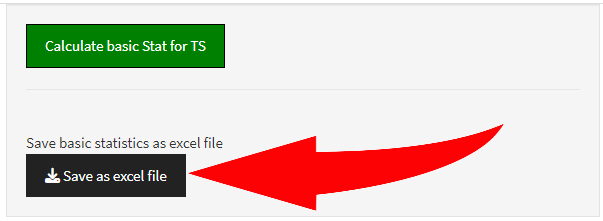 Calculate basic Stat for TS
Save basic statistics as excel file
Save as excel file